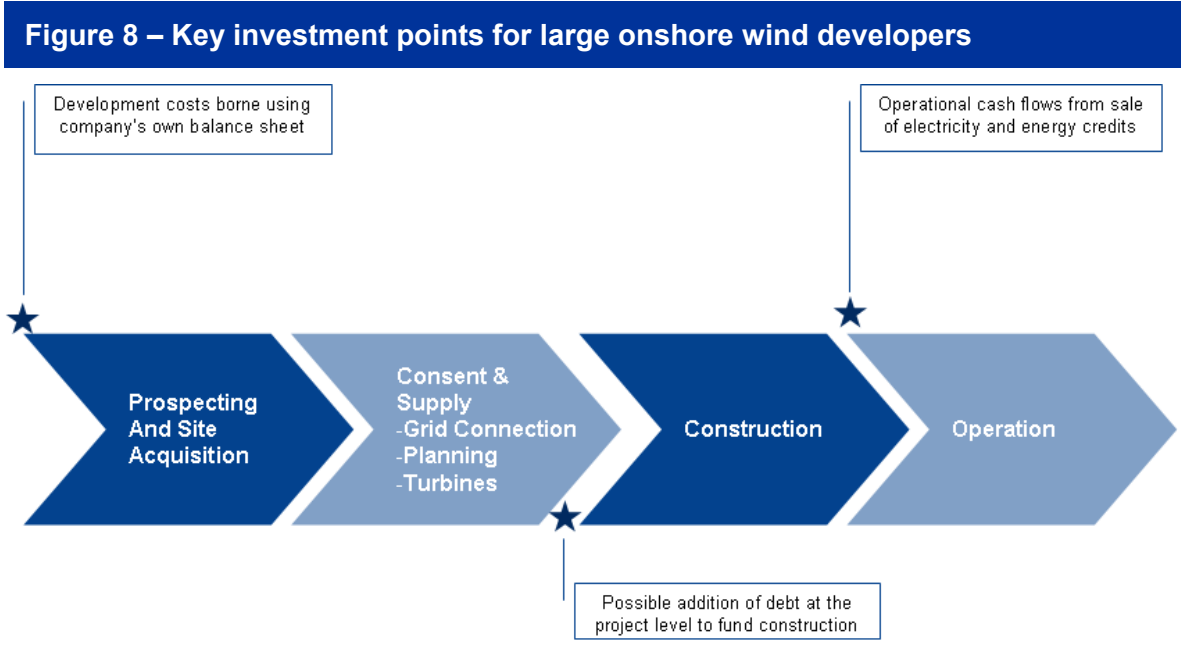 Figure 8 – Key investment points for large onshore wind developers
Development costs borne using
company's own balance sheet
Operational cash flows from sale
of electricity and energy credits
Prospecting
And Site
Acquisition
Consent &
Supply
-Grid Connection
-Planning
-Turbines
Construction
Operation
Possible addition of debt at the
project level to fund construction